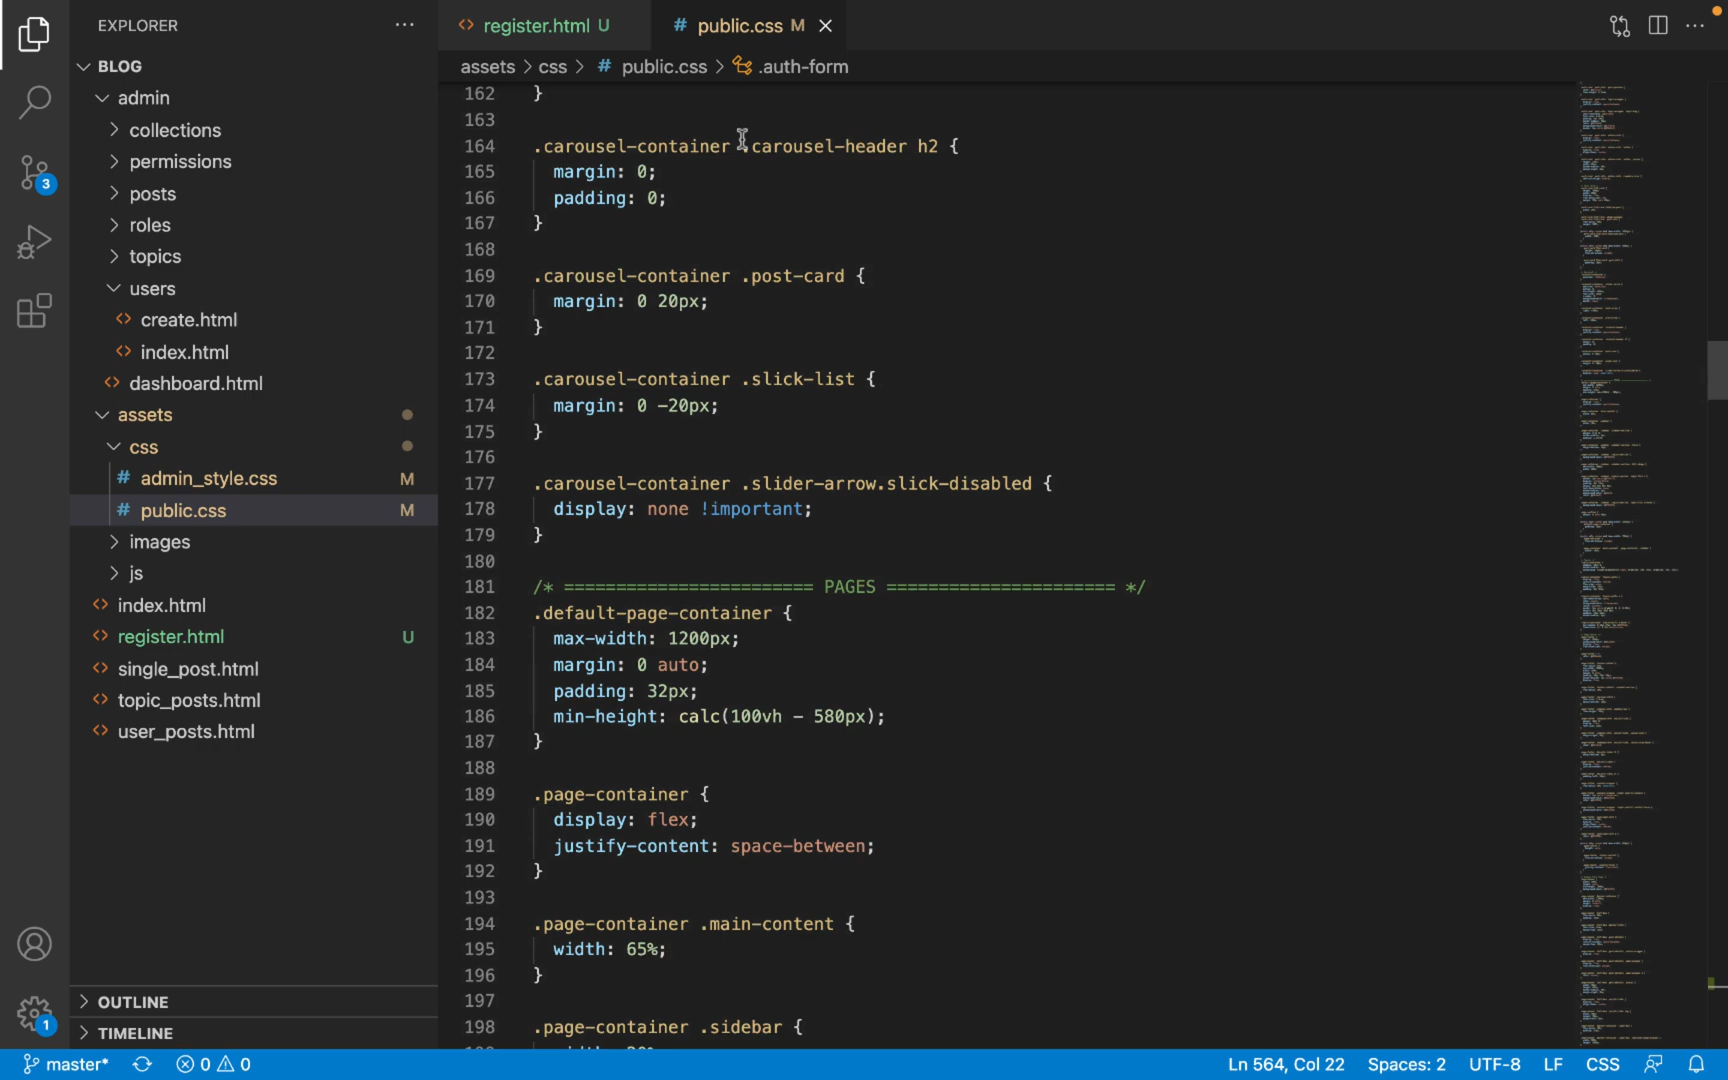 EXPLORER
BLOG
admin
collections
permissions
posts
roles
topics
users
create.html
index.html
dashboard.html
assets
css
admin_style.css M
public.css M
images
js
index.html
register.html U
single_post.html
topic_posts.html
user_posts.html
OUTLINE
TIMELINE
3
1
register.html U
# public.css M
assets > css > # public.css > .auth-form
162 }
163
164 .carousel-container .carousel-header h2 {
165 margin: 0;
166 padding: 0;
167 }
168
169 .carousel-container .post-card {
170 margin: 0 20px;
171 }
172
173 .carousel-container .slick-list {
174 margin: 0 -20px;
175 }
176
177 .carousel-container .slider-arrow.slick-disabled {
178 display: none !important;
179 }
180
181 /* ======================== PAGES ====================== */
182 .default-page-container {
183 max-width: 1200px;
184 margin: 0 auto;
185 padding: 32px;
186 min-height: calc(100vh - 580px);
187 }
188
189 .page-container {
190 display: flex;
191 justify-content: space-between;
192 }
193
194 .page-container .main-content {
195 width: 65%;
196 }
197
198 .page-container .sidebar {
master* 0 0 Ln 564, Col 22 Spaces: 2 UTF-8 LF CSS